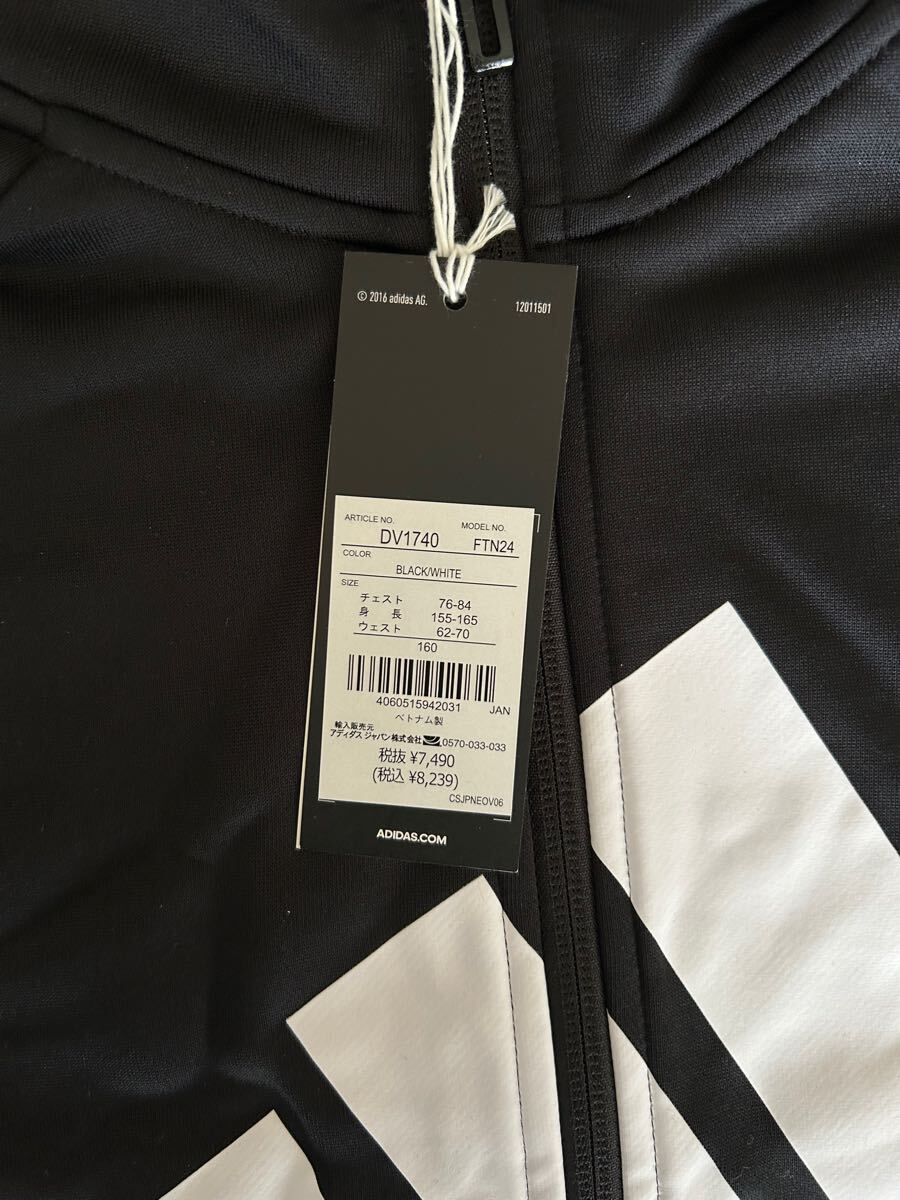 © 2016 adidas AG.
12011501
ARTICLE NO. MODEL NO.
DV1740 FTN24
COLOR
BLACK/WHITE
SIZE
チェスト 76-84
身 長 155-165
ウェスト 62-70
160
4060515942031 JAN
ベトナム製
輸入販売元
アディダス ジャパン株式会社 0570-033-033
税抜 ¥7,490
(税込 ¥8,239)
CSJPNEOV06
ADIDAS.COM